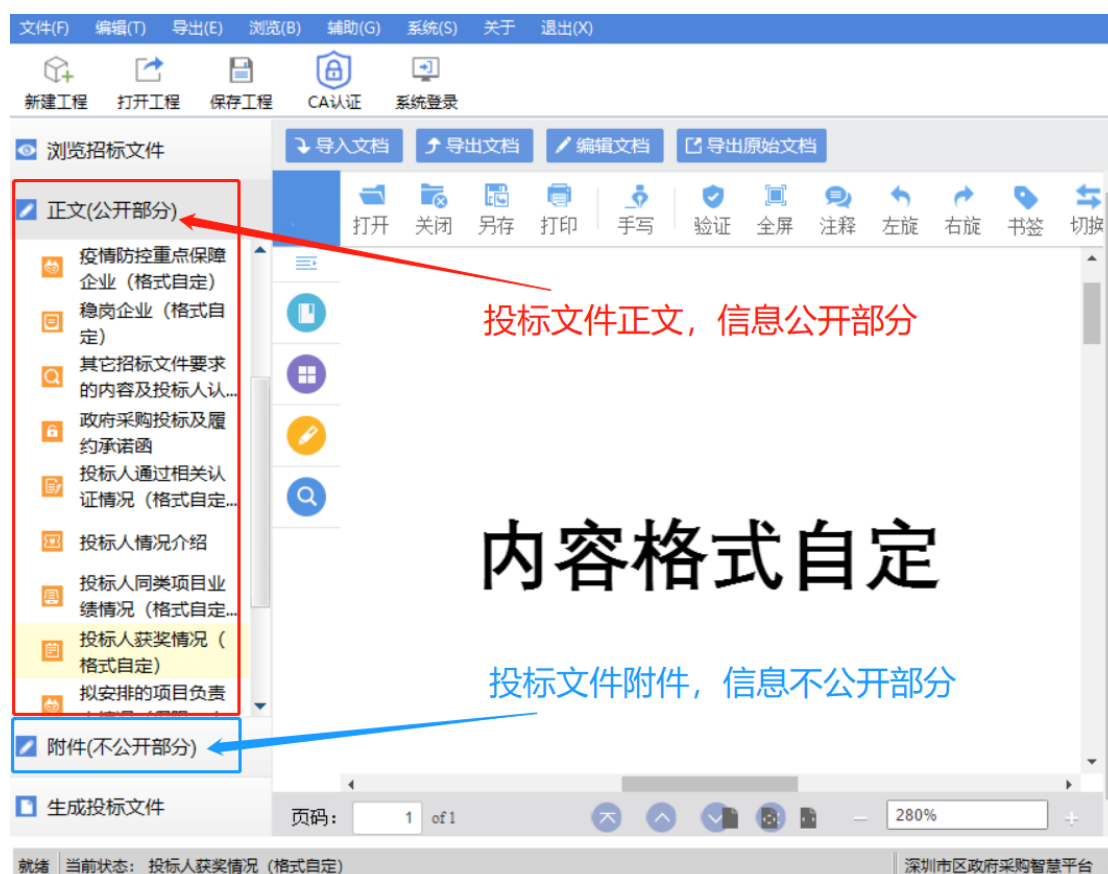 文件(F) 编辑(T) 导出(E) 浏览(B) 辅助(G) 系统(S) 关于 退出(X)
新建工程 打开工程 保存工程 CA认证 系统登录
浏览招标文件
导入文档 导出文档 编辑文档 导出原始文档
正文(公开部分)
打开 关闭 另存 打印 手写 验证 全屏 注释 左旋 右旋 书签 切换
疫情防控重点保障
企业（格式自定）
稳岗企业（格式自
定）
其它招标文件要求
的内容及投标人认...
政府采购投标及履
约承诺函
投标人通过相关认
证情况（格式自定...
投标人情况介绍
投标人同类项目业
绩情况（格式自定...
投标人获奖情况（
格式自定）
拟安排的项目负责
投标文件正文，信息公开部分
内容格式自定
投标文件附件，信息不公开部分
附件(不公开部分)
生成投标文件
页码: 1 of 1 280%
就绪 当前状态: 投标人获奖情况（格式自定） 深圳市区政府采购智慧平台